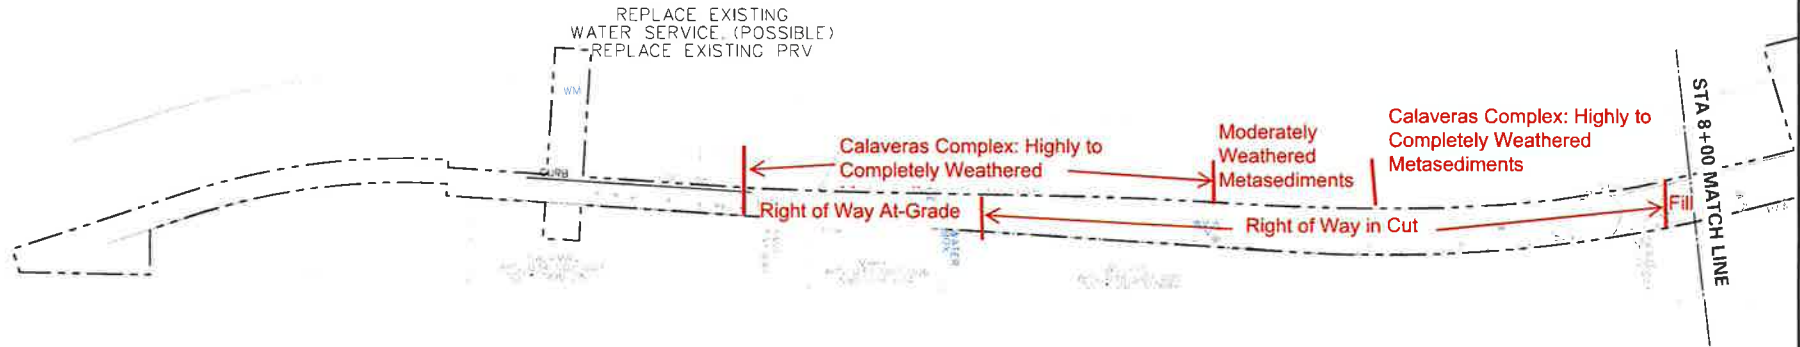 REPLACE EXISTING
WATER SERVICE. (POSSIBLE)
REPLACE EXISTING PRV
WM
CURB
Calaveras Complex: Highly to
Completely Weathered
Moderately
Weathered
Metasediments
Calaveras Complex: Highly to
Completely Weathered
Metasediments
Right of Way At-Grade
Right of Way in Cut
Fill
STA 8+00 MATCH LINE
WATER
BOX